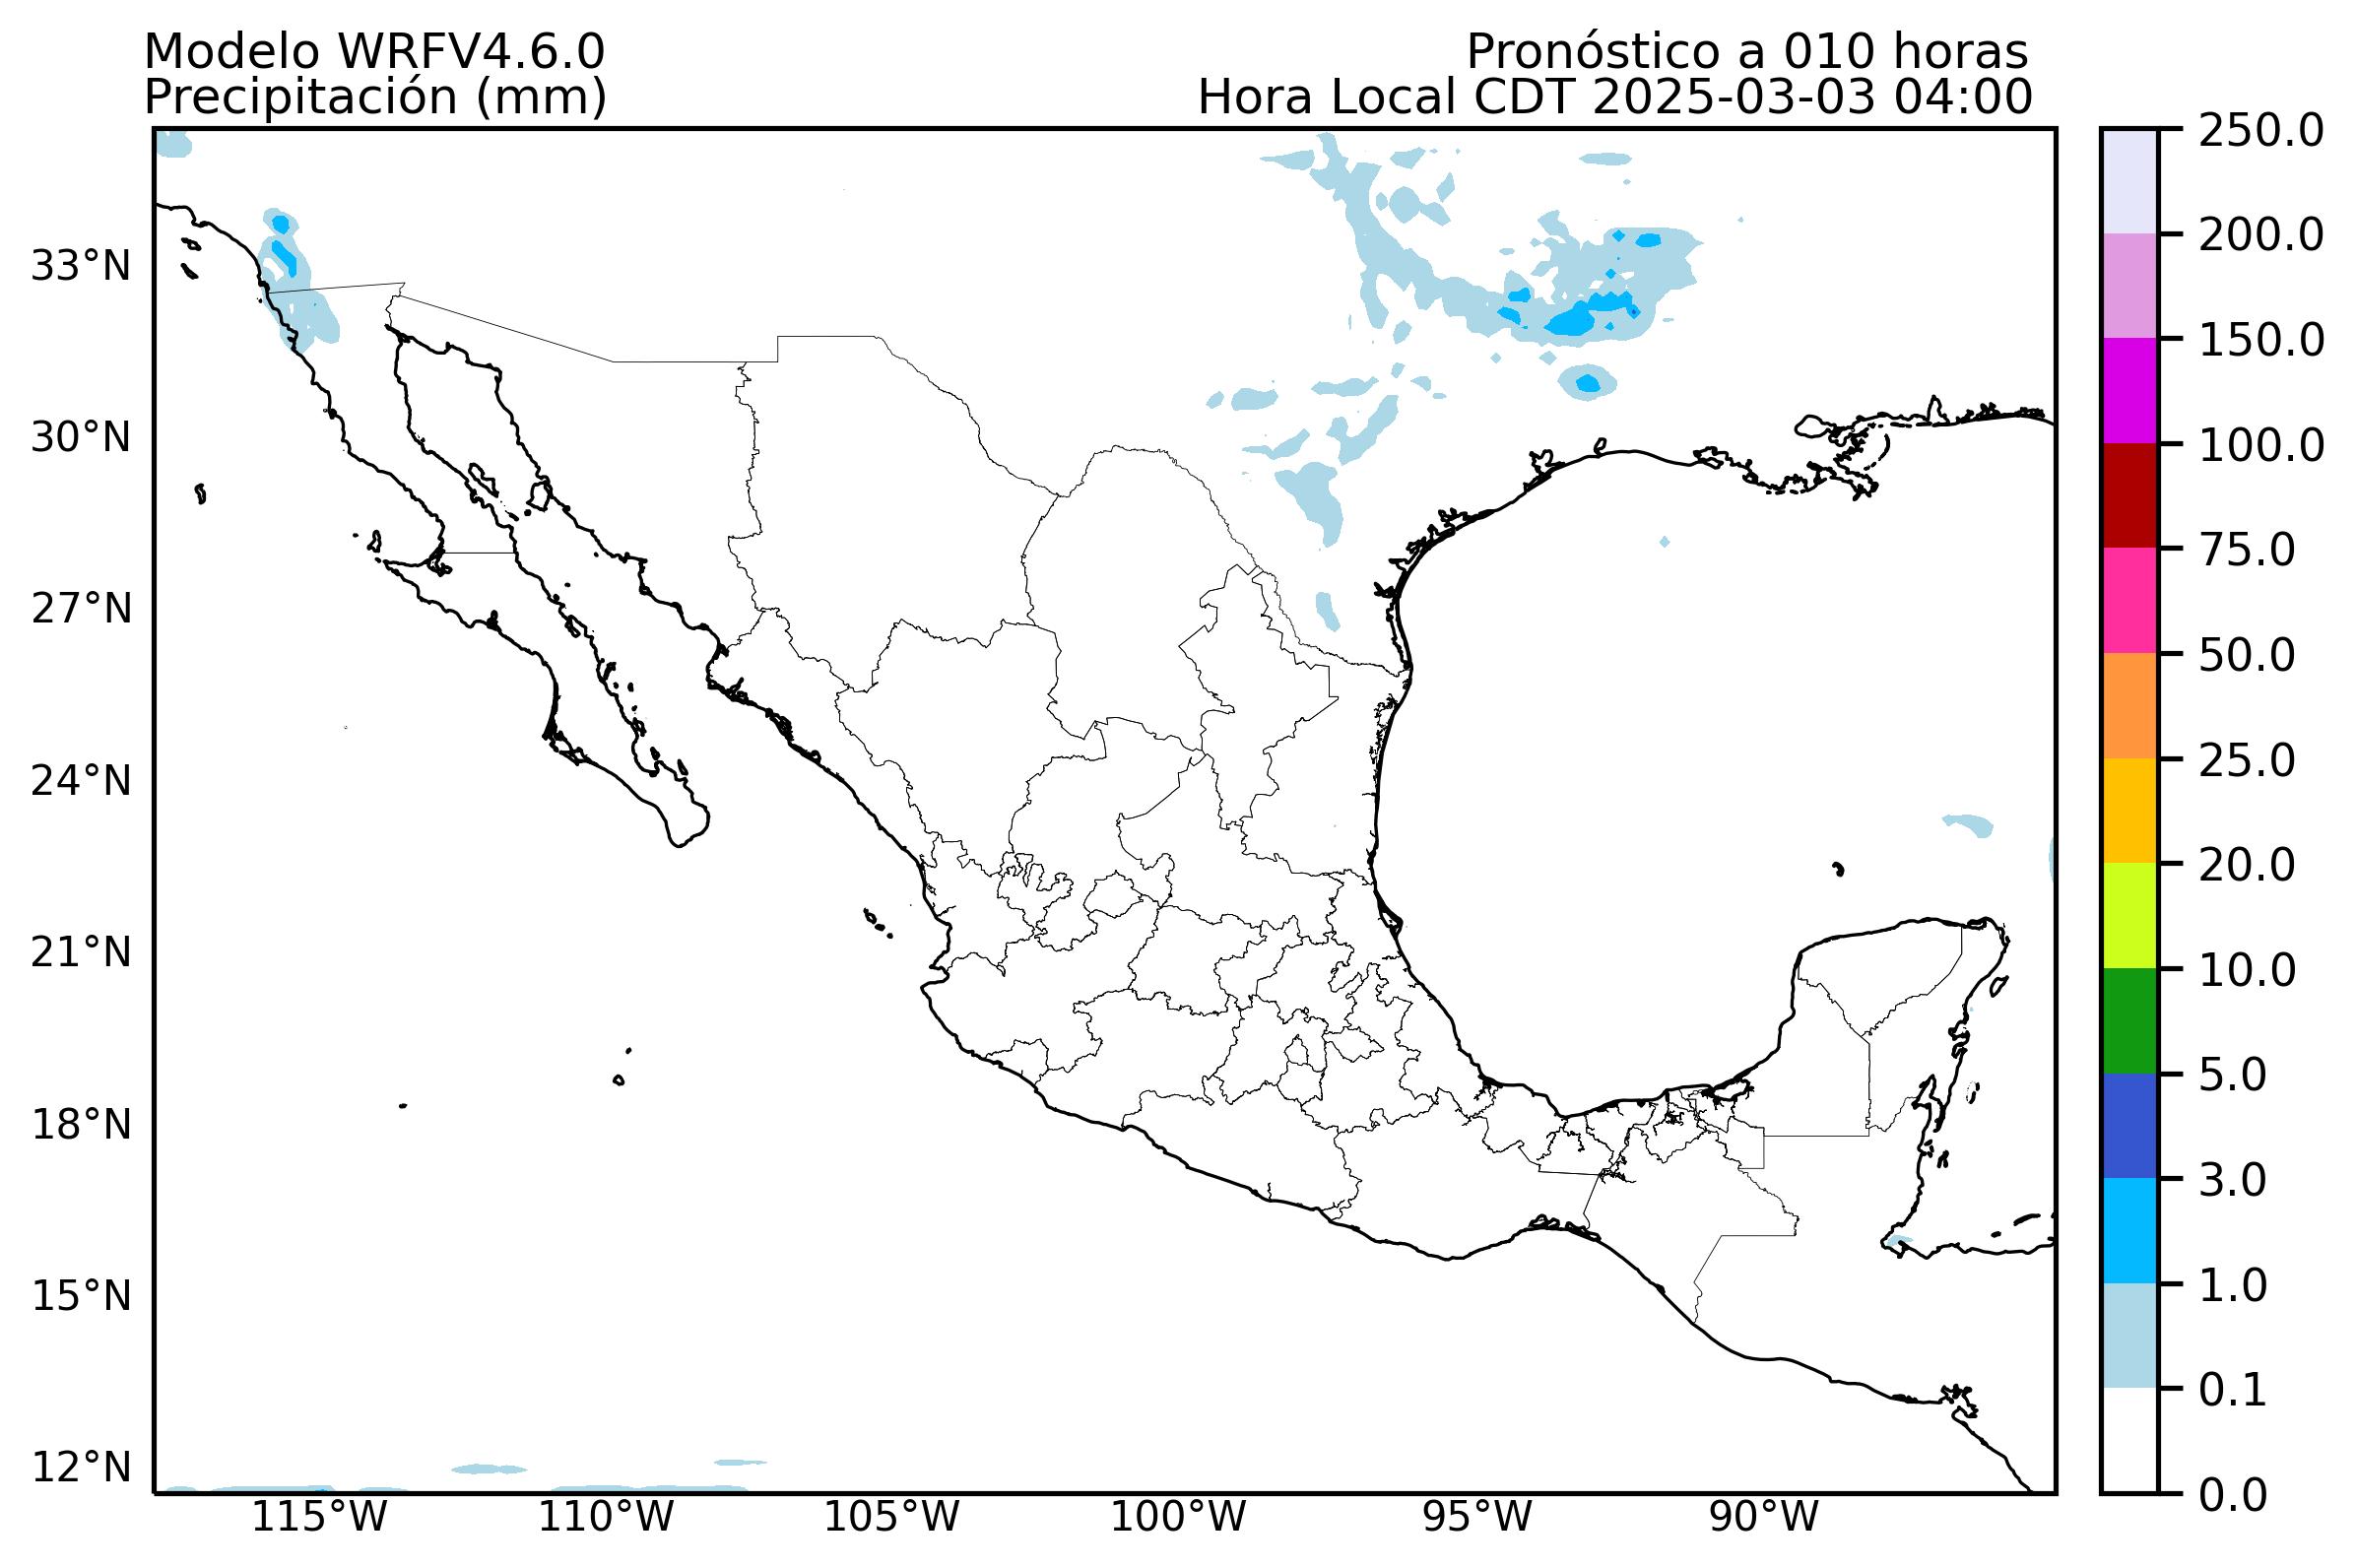 Modelo WRFV4.6.0
Pronóstico a 010 horas
Precipitación (mm)
Hora Local CDT 2025-03-03 04:00
33°N
30°N
27°N
24°N
21°N
18°N
15°N
12°N
115°W
110°W
105°W
100°W
95°W
90°W
250.0
200.0
150.0
100.0
75.0
50.0
25.0
20.0
10.0
5.0
3.0
1.0
0.1
0.0